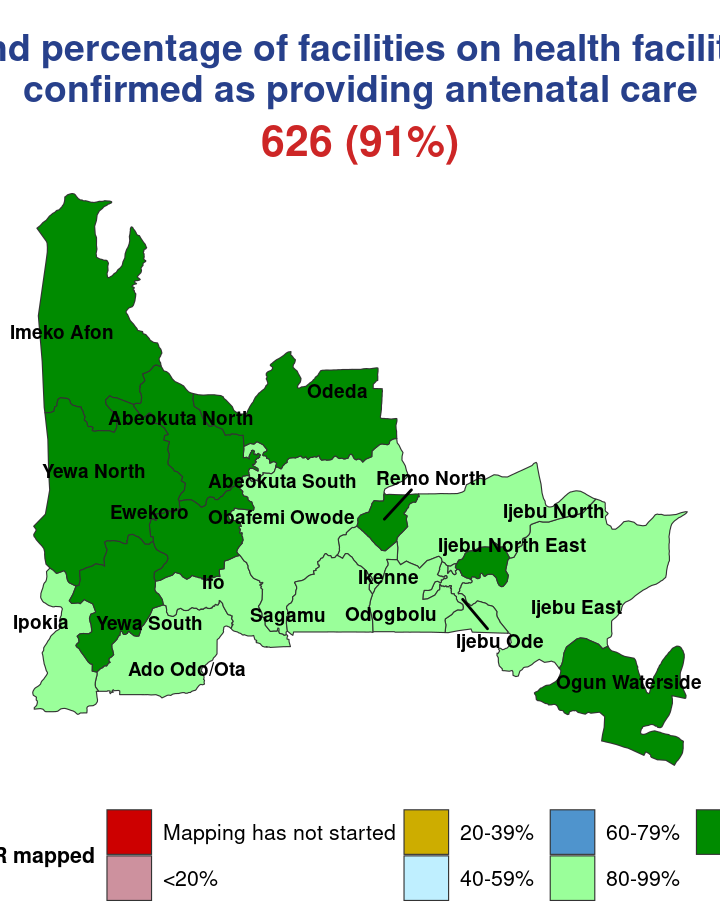 nd percentage of facilities on health facilit
confirmed as providing antenatal care
626 (91%)
Imeko Afon
Odeda
Abeokuta North
Yewa North
Abeokuta South
Remo North
Ewekoro
Obafemi Owode
Ijebu North
Ijebu North East
Ikenne
Ifo
Ijebu East
Sagamu
Odogbolu
Ipokia
Yewa South
Ijebu Ode
Ado Odo/Ota
Ogun Waterside
R mapped
Mapping has not started
20-39%
60-79%
<20%
40-59%
80-99%